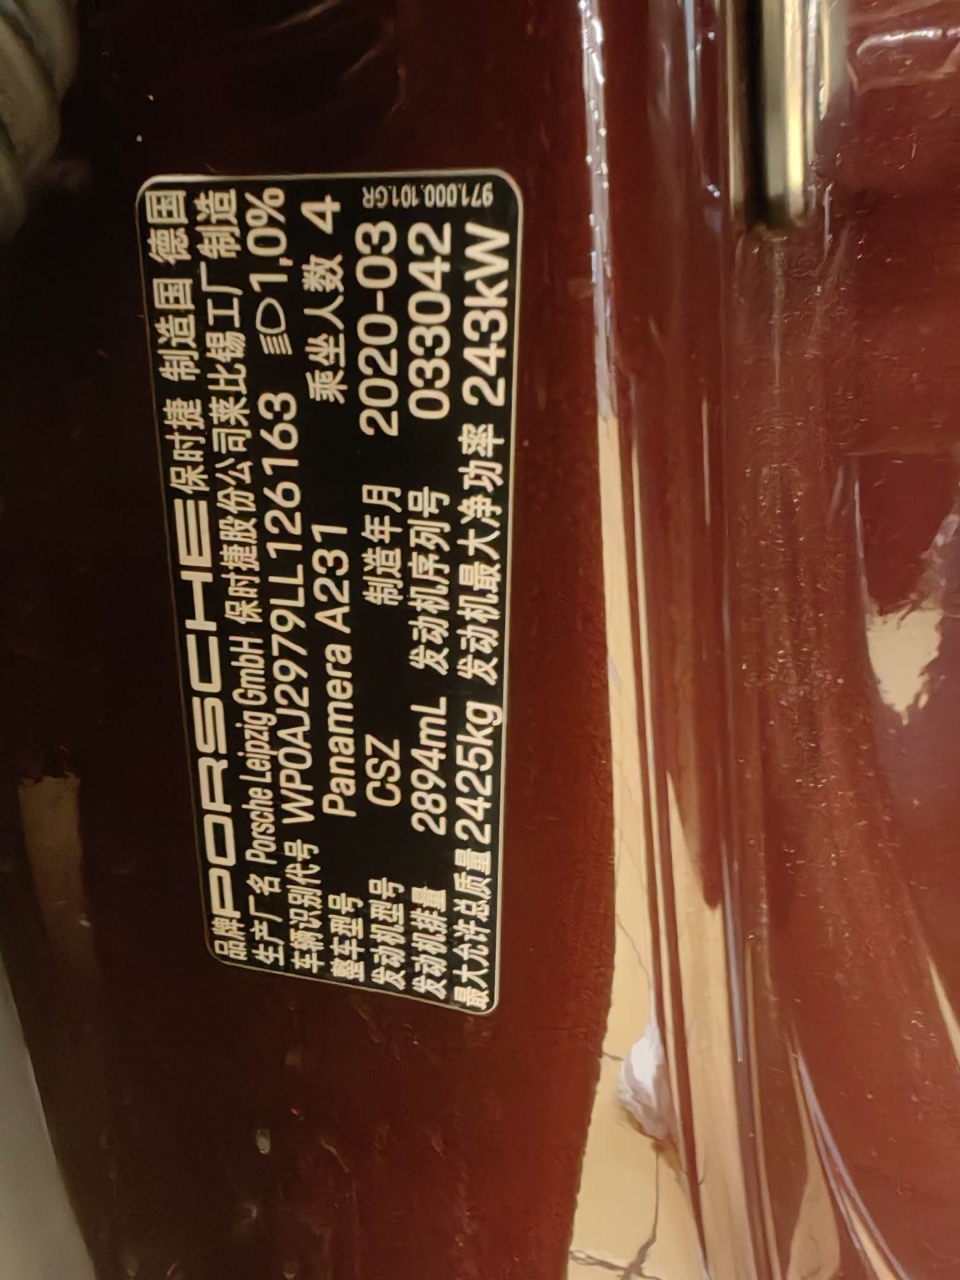 品牌 PORSCHE 保时捷 制造国 德国
生产厂名 Porsche Leipzig GmbH 保时捷股份公司莱比锡工厂制造
车辆识别代号 WP0AJ2979LL126163 1,0%
整车型号 Panamera A231 乘坐人数 4
发动机型号 CSZ 制造年月 2020-03
发动机排量 2894mL 发动机序列号 033042
最大允许总质量 2425kg 发动机最大净功率 243kW
971.000.101.GR